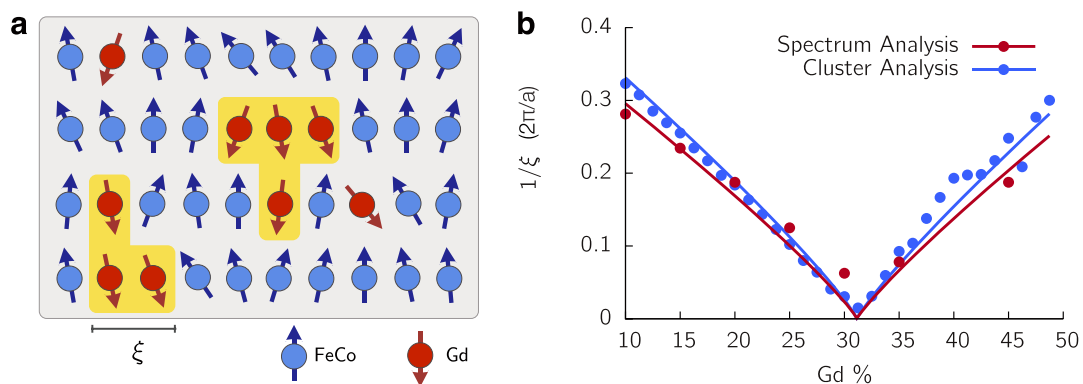 a
ξ
FeCo
Gd
b
Spectrum Analysis
Cluster Analysis
1/ξ (2π/a)
0.4
0.3
0.2
0.1
0
10 15 20 25 30 35 40 45 50
Gd %